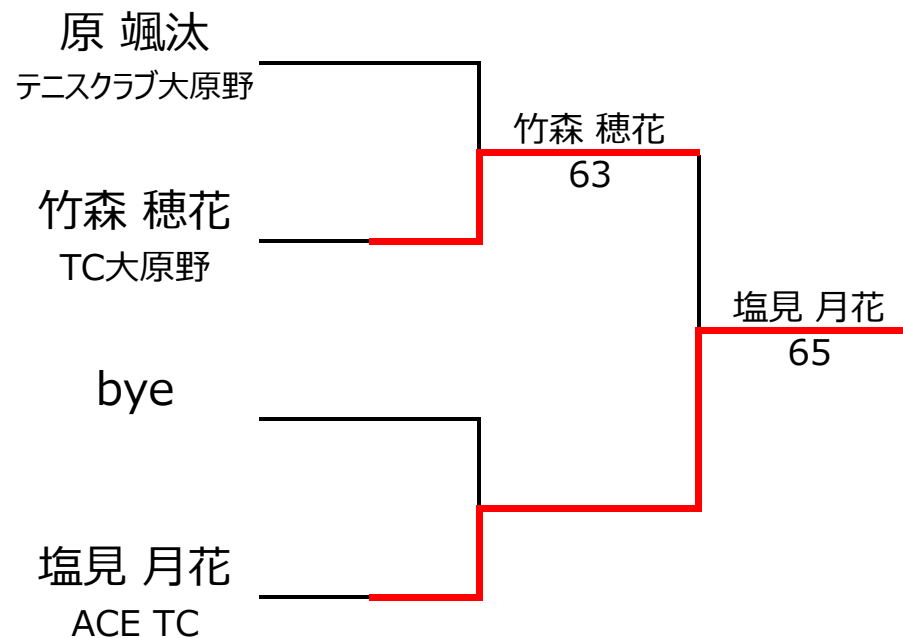 原 颯汰
テニスクラブ大原野
竹森 穂花
63
竹森 穂花
TC大原野
塩見 月花
65
bye
塩見 月花
ACE TC